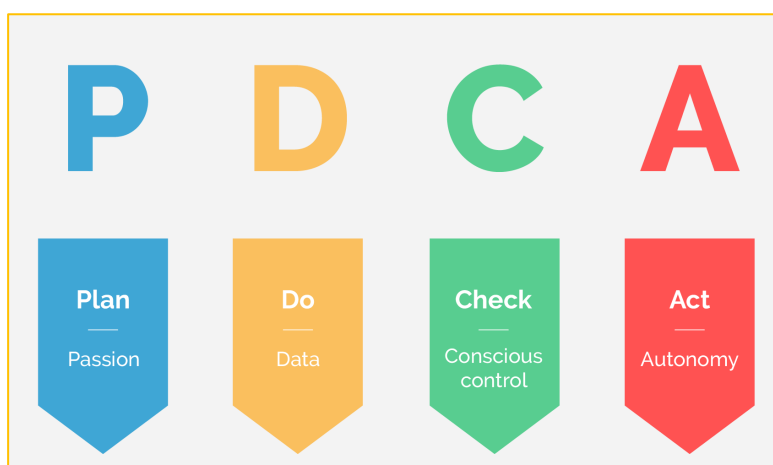 P D C A
Plan
Passion
Do
Data
Check
Conscious
control
Act
Autonomy